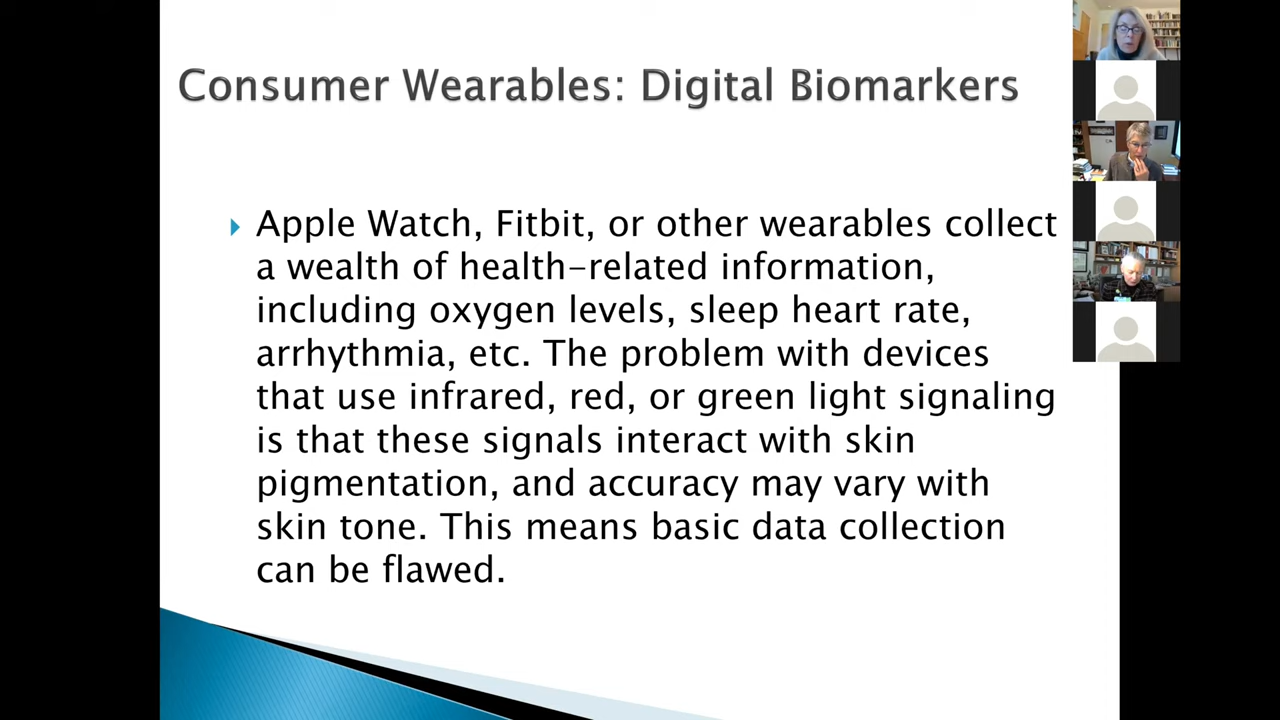 Consumer Wearables: Digital Biomarkers
Apple Watch, Fitbit, or other wearables collect
a wealth of health-related information,
including oxygen levels, sleep heart rate,
arrhythmia, etc. The problem with devices
that use infrared, red, or green light signaling
is that these signals interact with skin
pigmentation, and accuracy may vary with
skin tone. This means basic data collection
can be flawed.